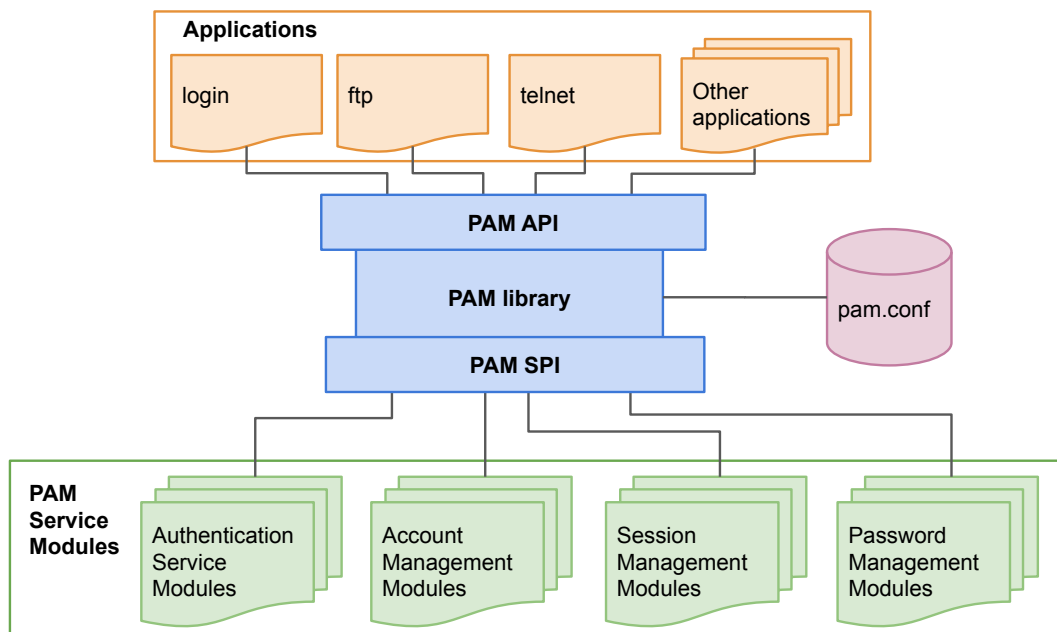 Applications
login
ftp
telnet
Other
applications
PAM API
PAM library
pam.conf
PAM SPI
PAM
Service
Modules
Authentication
Service
Modules
Account
Management
Modules
Session
Management
Modules
Password
Management
Modules